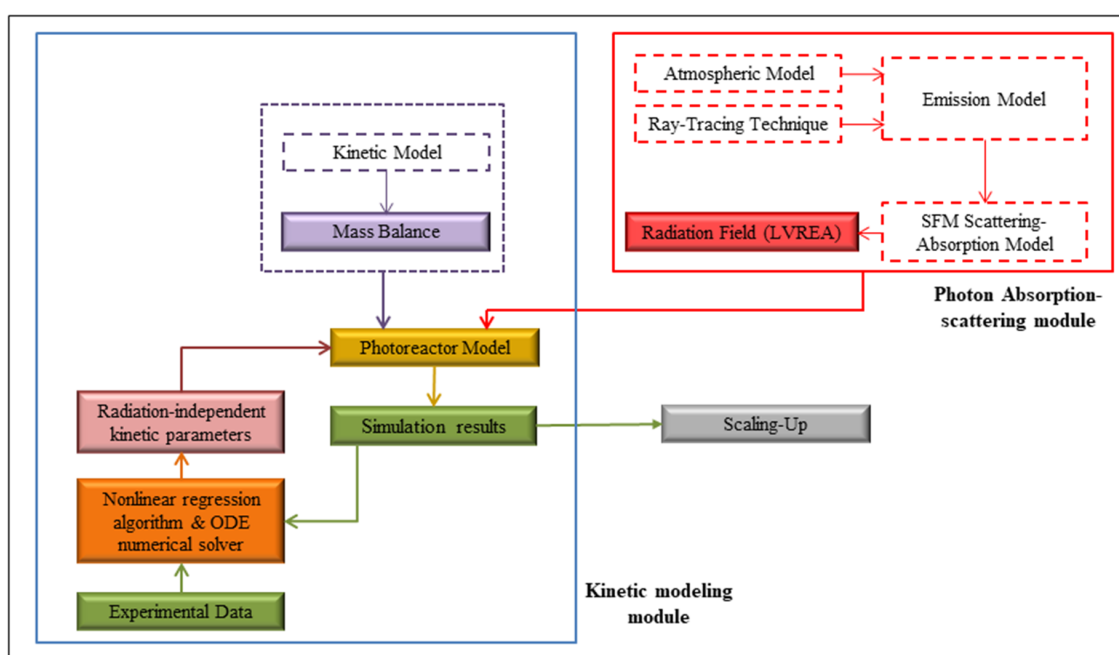 Atmospheric Model
Ray-Tracing Technique
Emission Model
Kinetic Model
Mass Balance
Radiation Field (LVREA)
SFM Scattering-
Absorption Model
Photon Absorption-
scattering module
Photoreactor Model
Radiation-independent
kinetic parameters
Simulation results
Scaling-Up
Nonlinear regression
algorithm & ODE
numerical solver
Experimental Data
Kinetic modeling
module